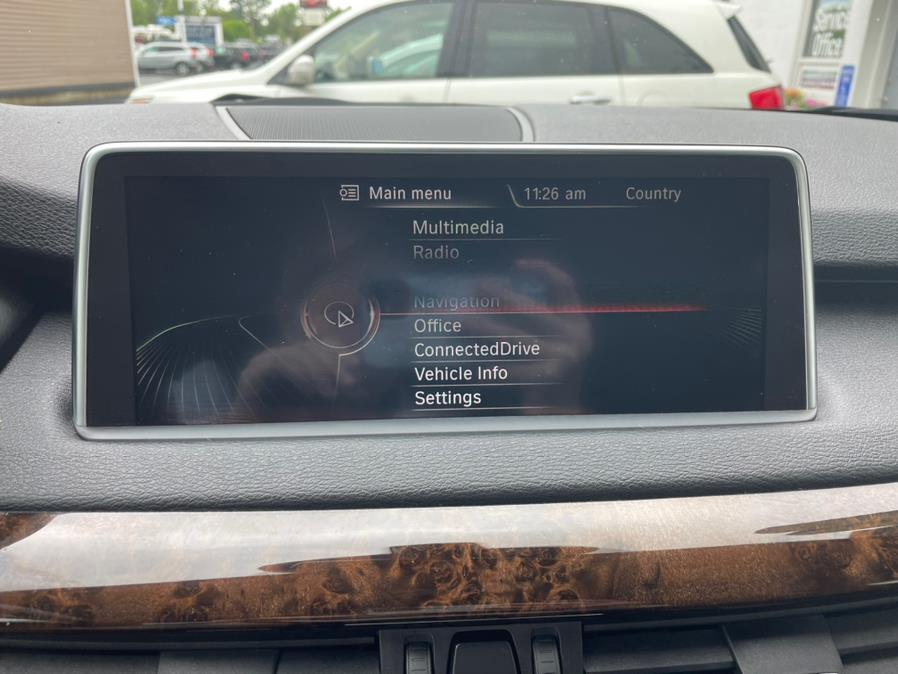 Service
Office
Main menu 11:26 am Country
Multimedia
Radio
Navigation
Office
ConnectedDrive
Vehicle Info
Settings